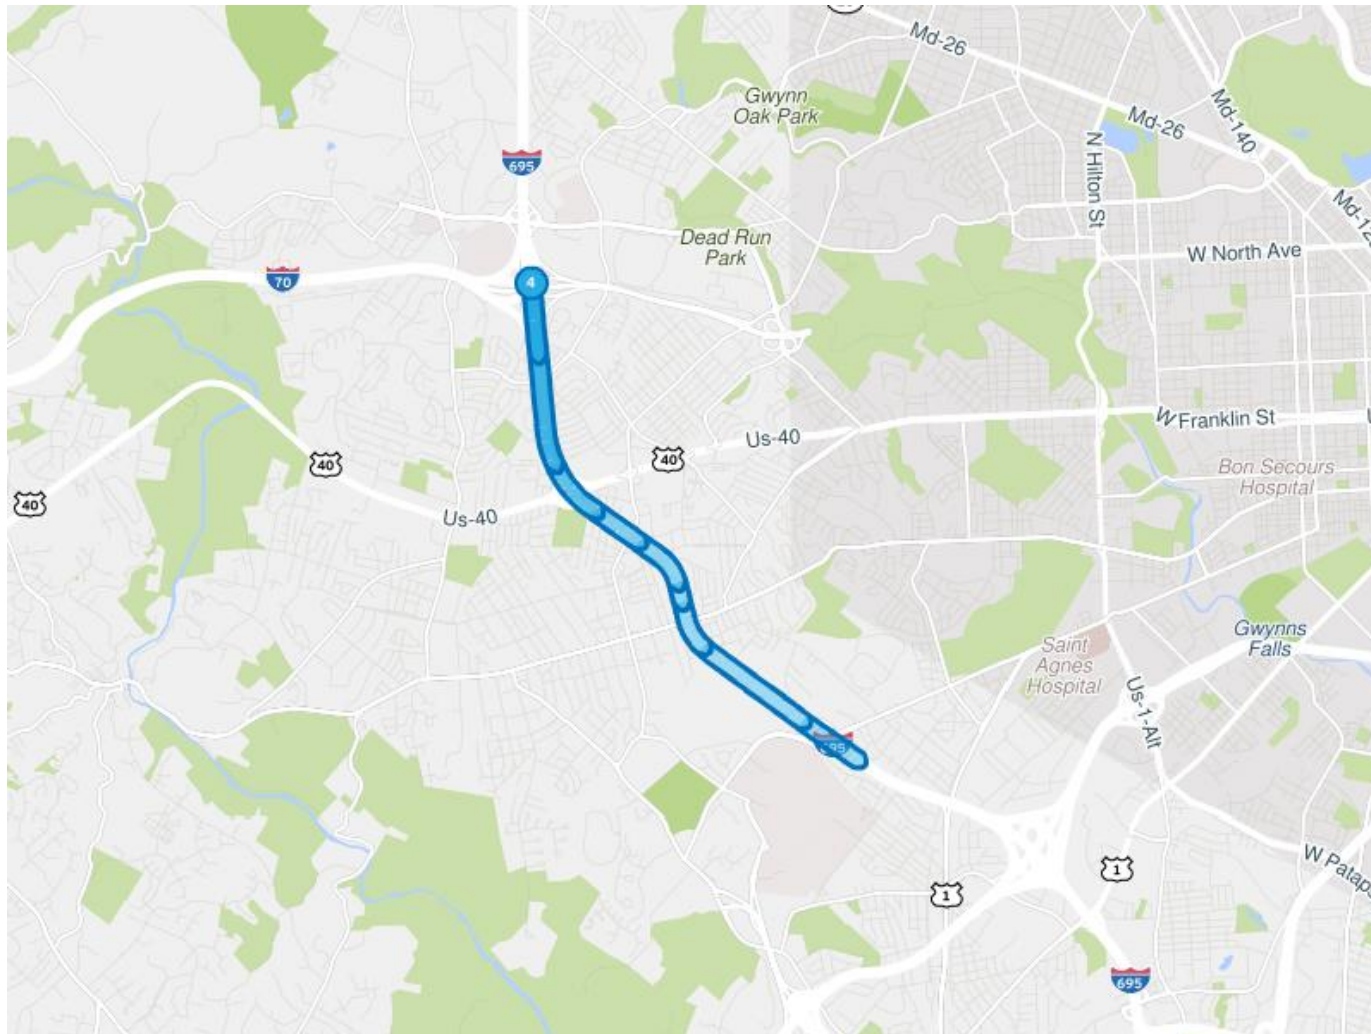 Md-26
Gwynn
Oak Park
Md-26
Md-140
695
N Hilton St
Dead Run
Park
W North Ave
70
4
W Franklin St
Us-40
40
40
40
Us-40
Bon Secours
Hospital
Gwynns
Falls
Saint
Agnes
Hospital
Us-1-Alt
695
1
1
695